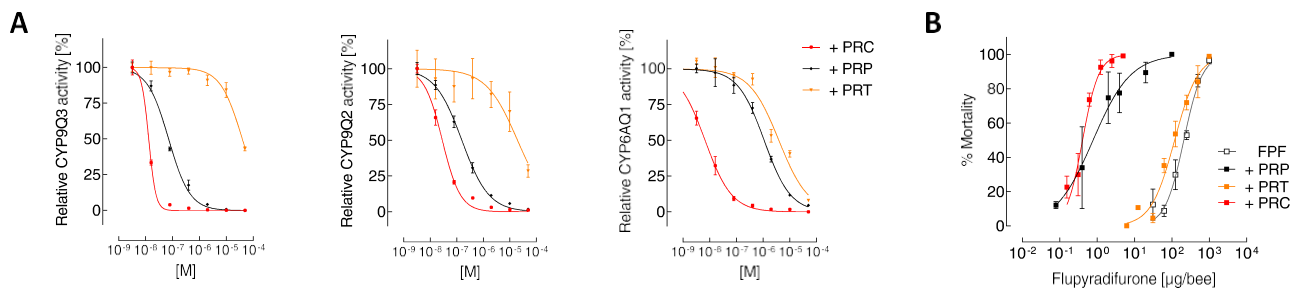 A
Relative CYP9Q3 activity [%]
100
75
50
25
0
10-9 10-8 10-7 10-6 10-5 10-4
[M]
Relative CYP9Q2 activity [%]
100
75
50
25
0
10-9 10-8 10-7 10-6 10-5 10-4
[M]
Relative CYP6AQ1 activity [%]
100
75
50
25
0
10-9 10-8 10-7 10-6 10-5 10-4
[M]
+ PRC
+ PRP
+ PRT
B
% Mortality
100
80
60
40
20
0
10-2 10-1 100 101 102 103 104
Flupyradifurone [µg/bee]
FPF
+ PRP
+ PRT
+ PRC